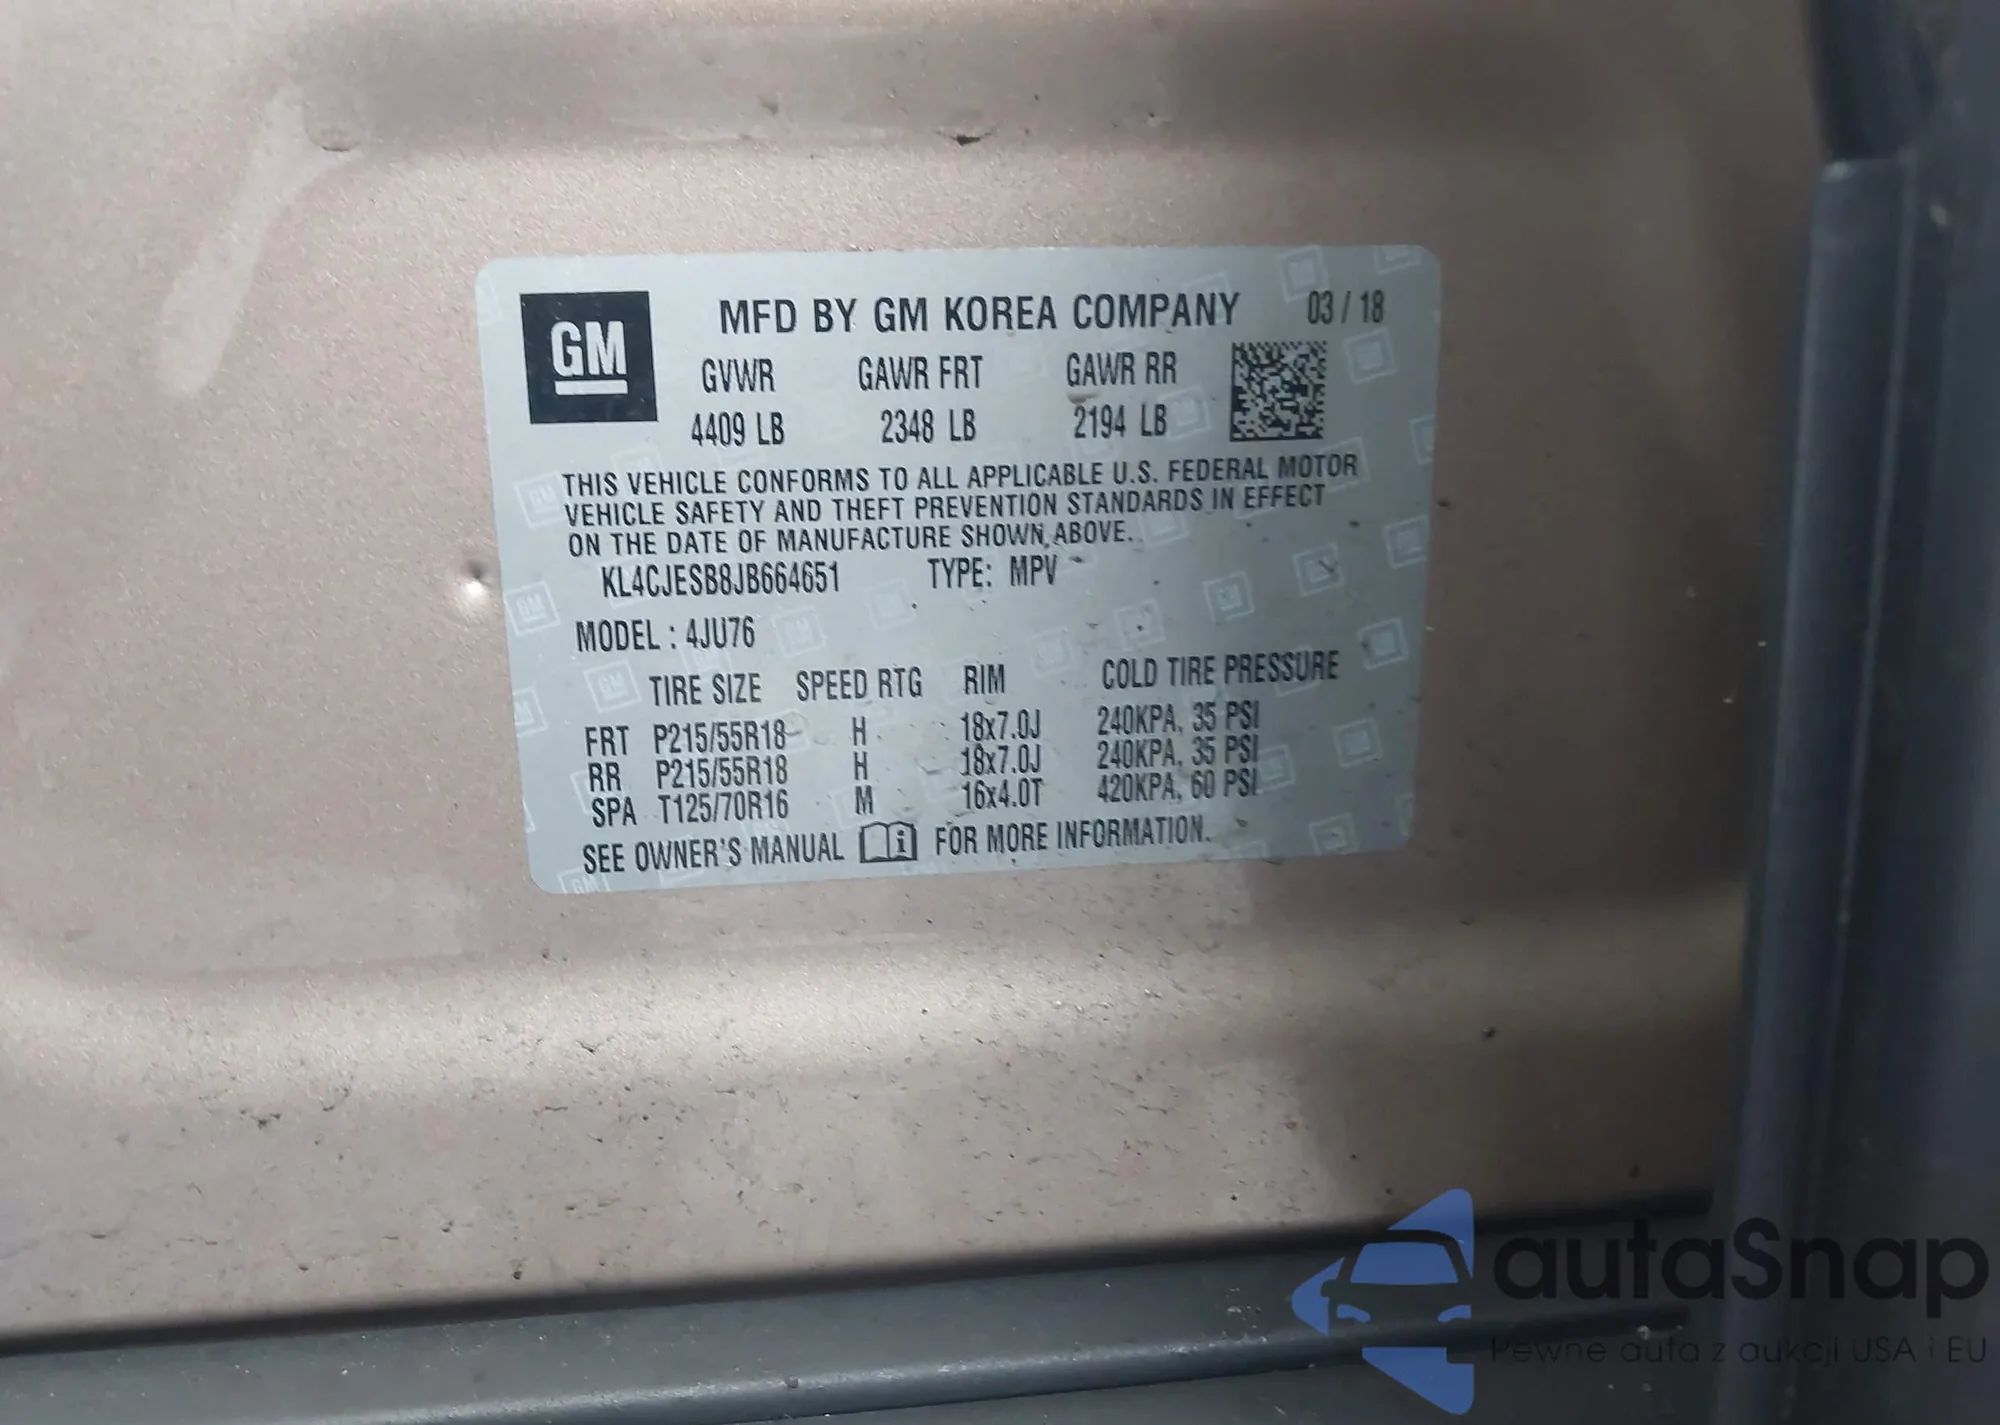 GM
MFD BY GM KOREA COMPANY 03 / 18
GVWR GAWR FRT GAWR RR
4409 LB 2348 LB 2194 LB
THIS VEHICLE CONFORMS TO ALL APPLICABLE U.S. FEDERAL MOTOR
VEHICLE SAFETY AND THEFT PREVENTION STANDARDS IN EFFECT
ON THE DATE OF MANUFACTURE SHOWN ABOVE.
KL4CJESB8JB664651 TYPE: MPV
MODEL : 4JU76
TIRE SIZE SPEED RTG RIM COLD TIRE PRESSURE
FRT P215/55R18 H 18x7.0J 240KPA, 35 PSI
RR P215/55R18 H 18x7.0J 240KPA, 35 PSI
SPA T125/70R16 M 16x4.0T 420KPA, 60 PSI
SEE OWNER'S MANUAL FOR MORE INFORMATION.
autaSnap
Pewne auta z aukcji USA i EU